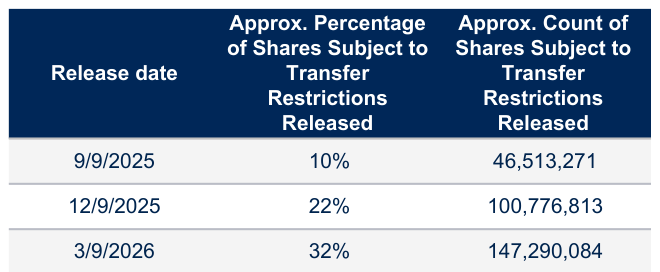 Release date
Approx. Percentage
of Shares Subject to
Transfer
Restrictions
Released
Approx. Count of
Shares Subject to
Transfer
Restrictions
Released
9/9/2025 10% 46,513,271
12/9/2025 22% 100,776,813
3/9/2026 32% 147,290,084